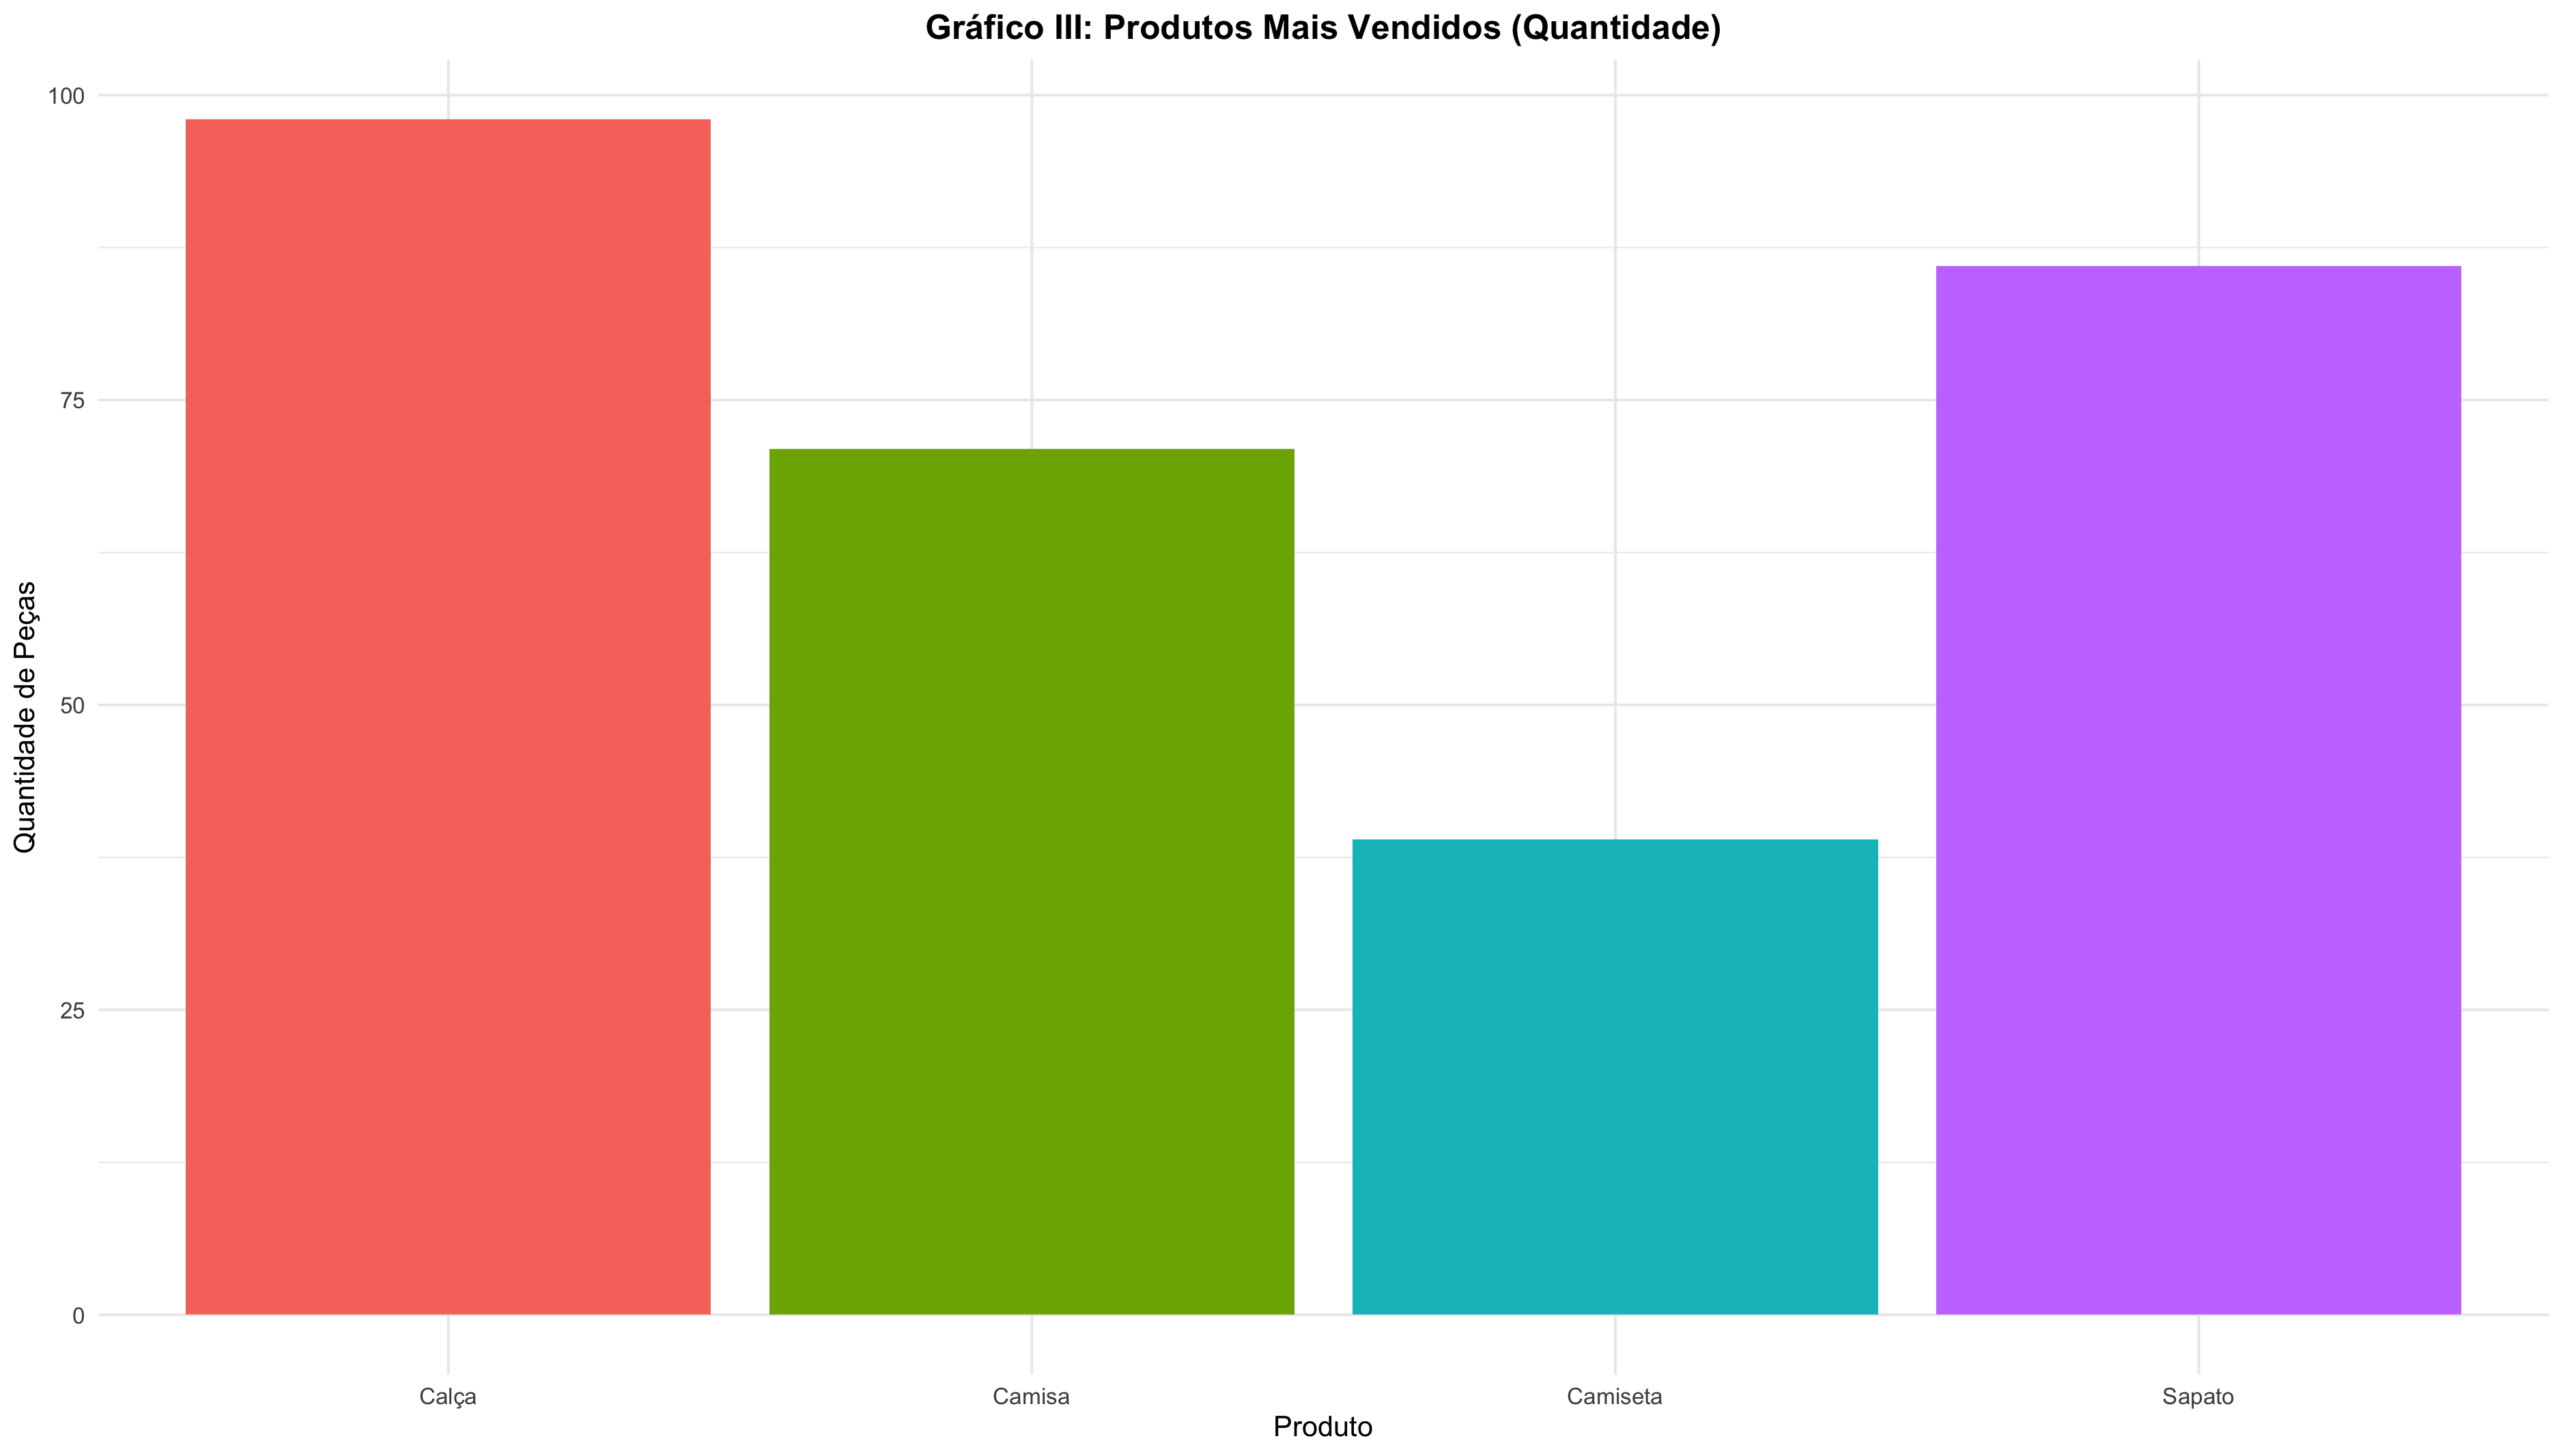 Gráfico III: Produtos Mais Vendidos (Quantidade)
Quantidade de Peças
100
75
50
25
0
Calça Camisa Camiseta Sapato
Produto